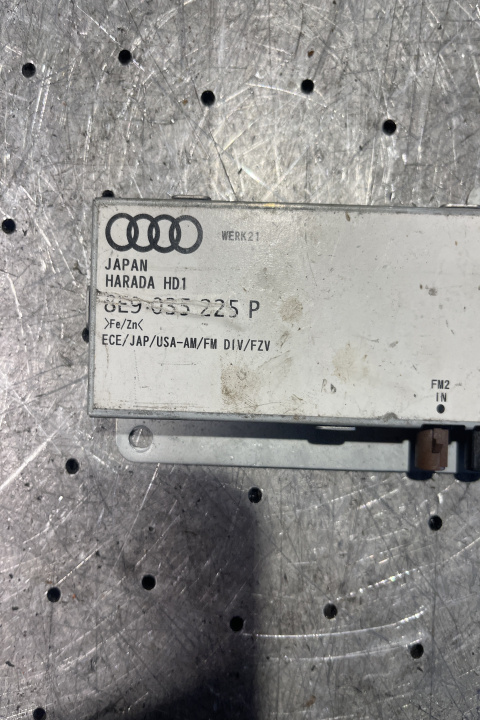 WERK21
JAPAN
HARADA HD1
8E9 035 225 P
>Fe/Zn<
ECE/JAP/USA-AM/FM DIV/FZV
FM2
IN